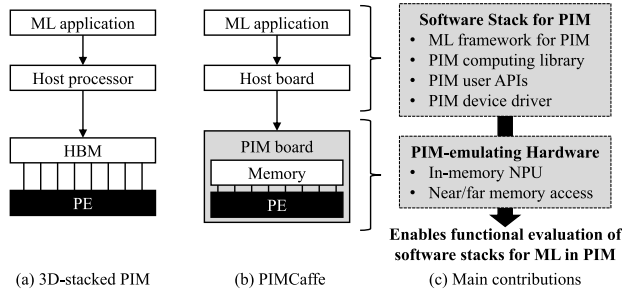 ML application
Host processor
HBM
PE
(a) 3D-stacked PIM
ML application
Host board
PIM board
Memory
PE
(b) PIMCaffe
Software Stack for PIM
• ML framework for PIM
• PIM computing library
• PIM user APIs
• PIM device driver
PIM-emulating Hardware
• In-memory NPU
• Near/far memory access
Enables functional evaluation of
software stacks for ML in PIM
(c) Main contributions